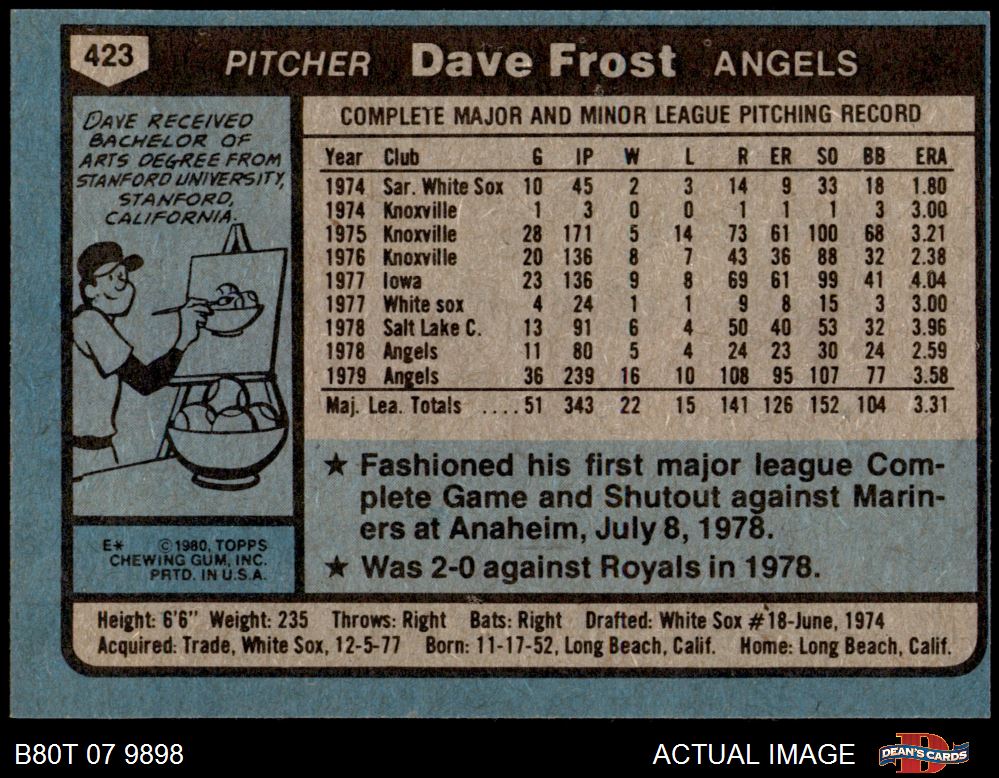 423 PITCHER Dave Frost ANGELS
DAVE RECEIVED
BACHELOR OF
ARTS DEGREE FROM
STANFORD UNIVERSITY,
STANFORD,
CALIFORNIA.
COMPLETE MAJOR AND MINOR LEAGUE PITCHING RECORD
Year Club G IP W L R ER SO BB ERA
1974 Sar. White Sox 10 45 2 3 14 9 33 18 1.80
1974 Knoxville 1 3 0 0 1 1 1 3 3.00
1975 Knoxville 28 171 5 14 73 61 100 68 3.21
1976 Knoxville 20 136 8 7 43 36 88 32 2.38
1977 Iowa 23 136 9 8 69 61 99 41 4.04
1977 White sox 4 24 1 1 9 8 15 3 3.00
1978 Salt Lake C. 13 91 6 4 50 40 53 32 3.96
1978 Angels 11 80 5 4 24 23 30 24 2.59
1979 Angels 36 239 16 10 108 95 107 77 3.58
Maj. Lea. Totals ....51 343 22 15 141 126 152 104 3.31
★ Fashioned his first major league Com-
plete Game and Shutout against Marin-
ers at Anaheim, July 8, 1978.
★ Was 2-0 against Royals in 1978.
E* ©1980, TOPPS
CHEWING GUM, INC.
PRTD. IN U.S.A.
Height: 6'6" Weight: 235 Throws: Right Bats: Right Drafted: White Sox #18-June, 1974
Acquired: Trade, White Sox, 12-5-77 Born: 11-17-52, Long Beach, Calif. Home: Long Beach, Calif.
B80T 07 9898 ACTUAL IMAGE DEAN'S CARDS